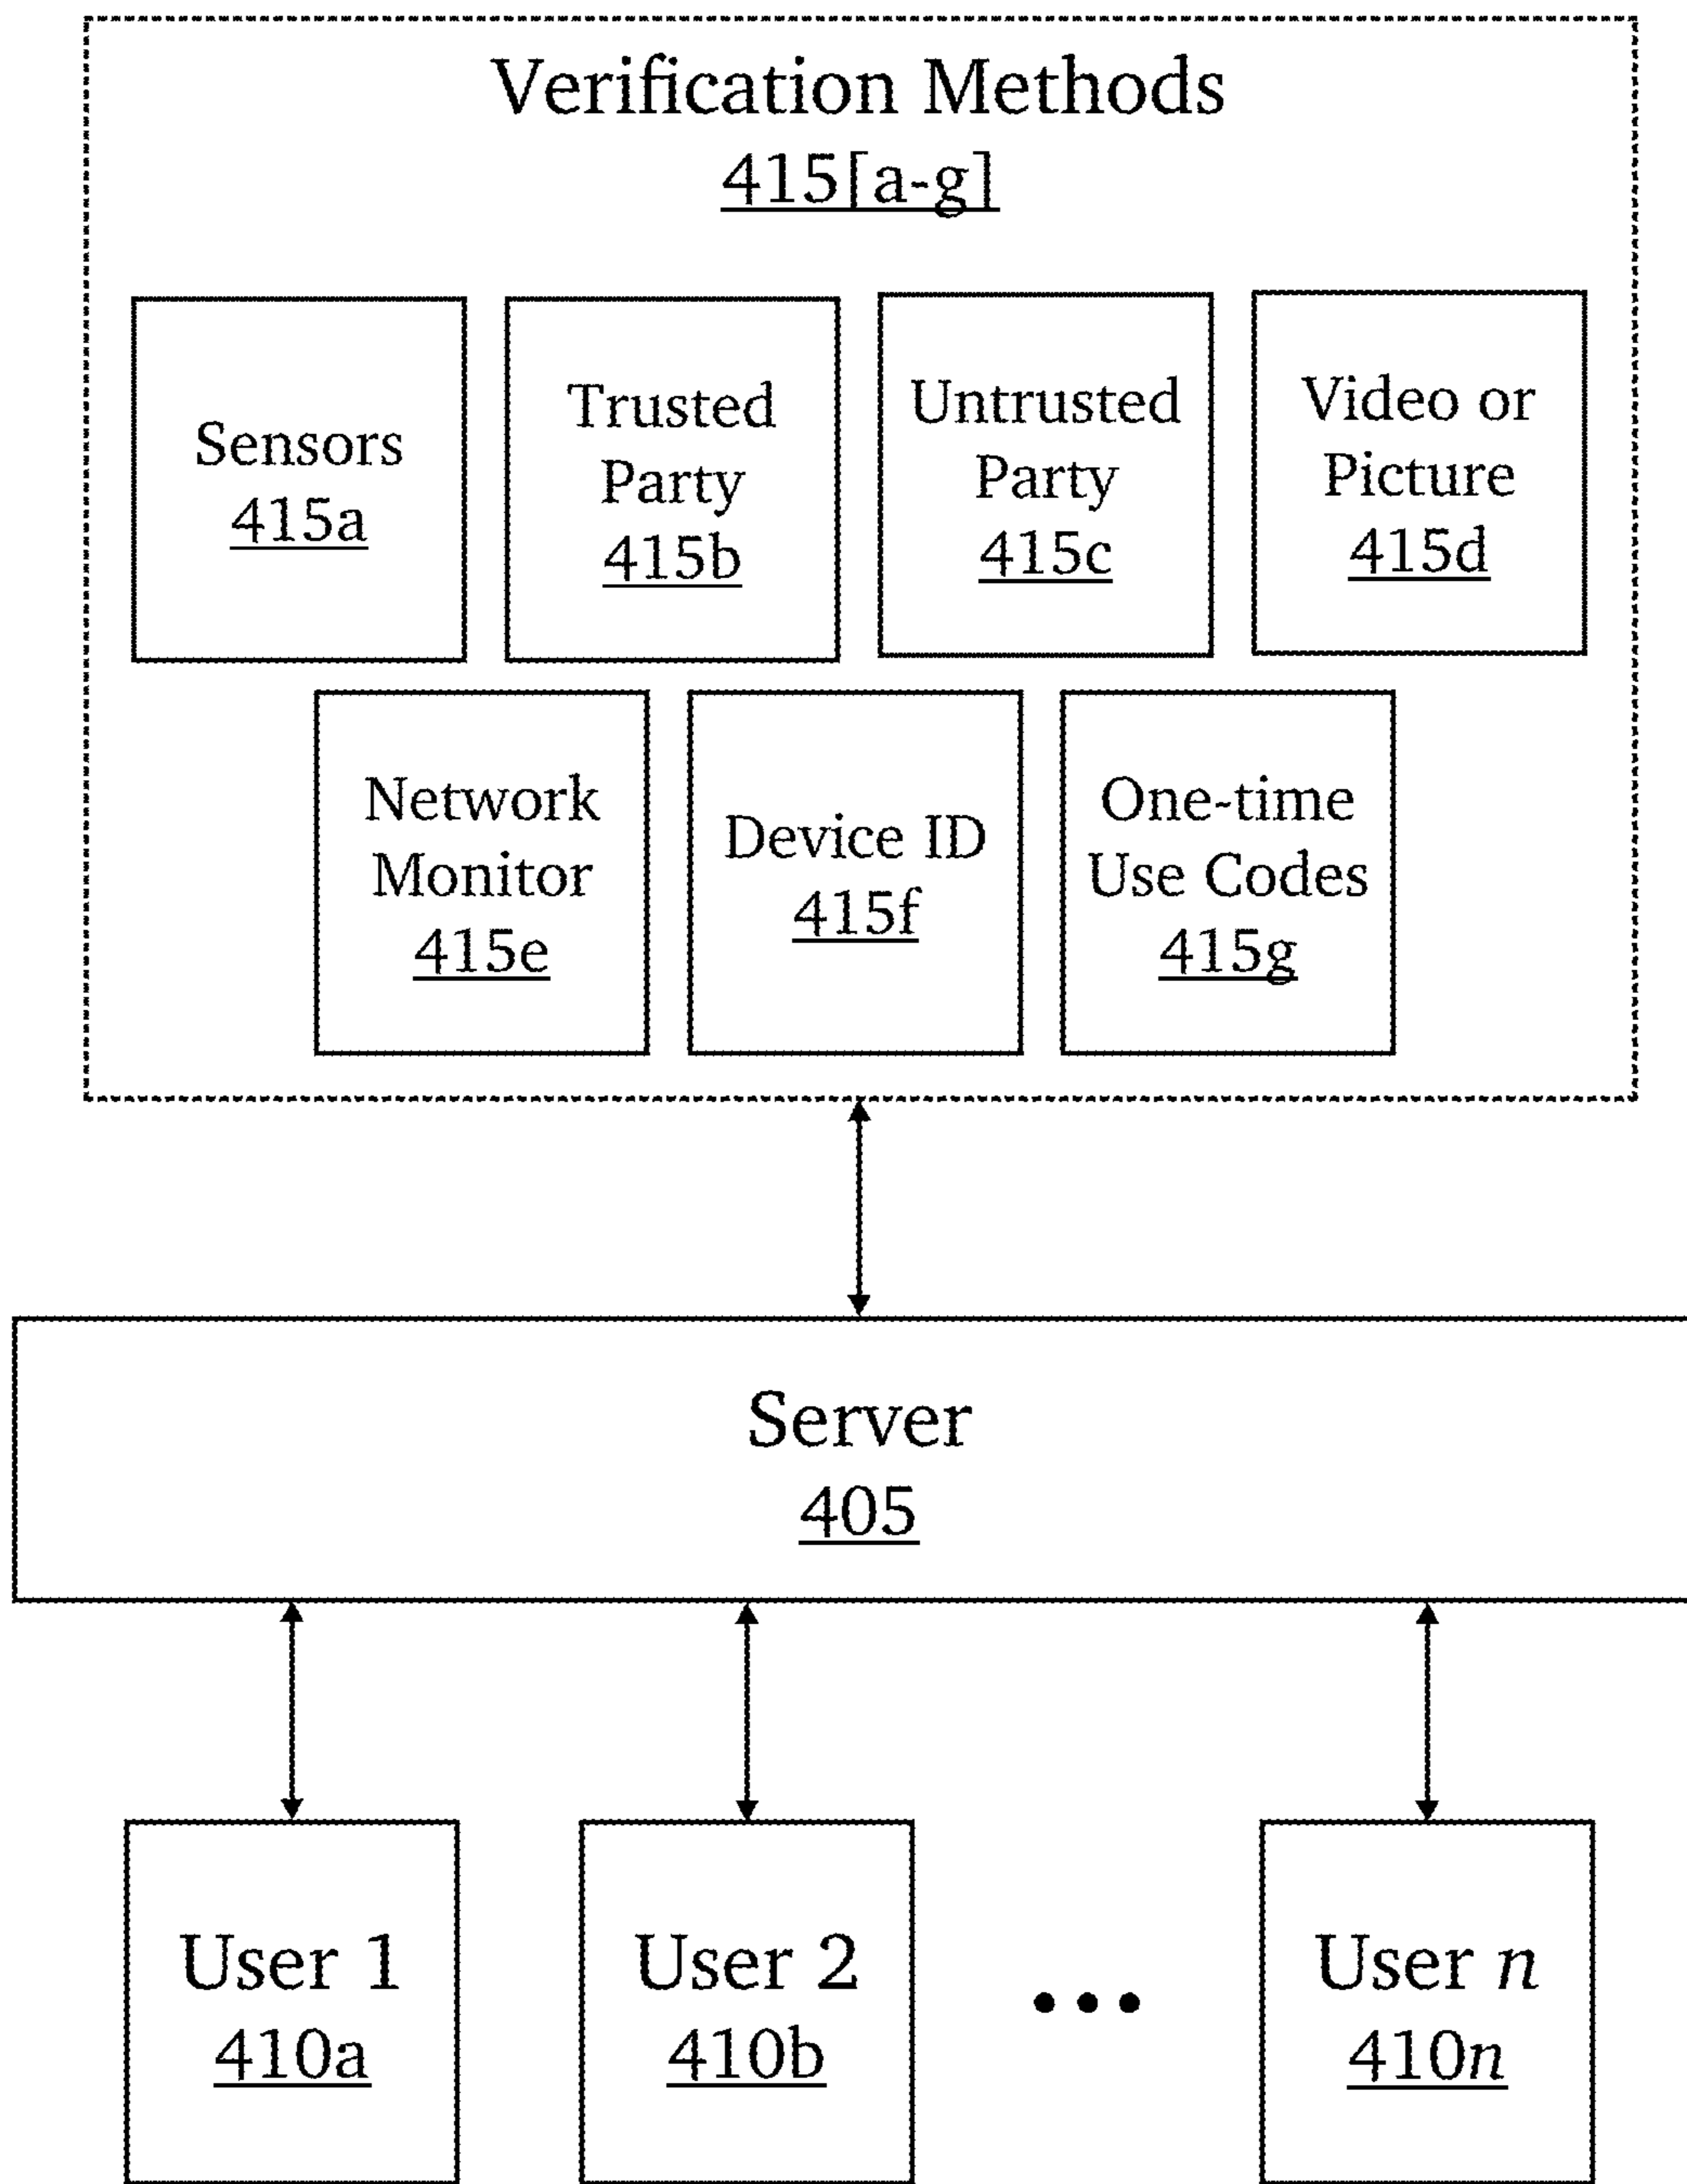 Verification Methods
415[a-g]
Sensors
415a
Trusted
Party
415b
Untrusted
Party
415c
Video or
Picture
415d
Network
Monitor
415e
Device ID
415f
One-time
Use Codes
415g
Server
405
User 1
410a
User 2
410b
• • •
User n
410n